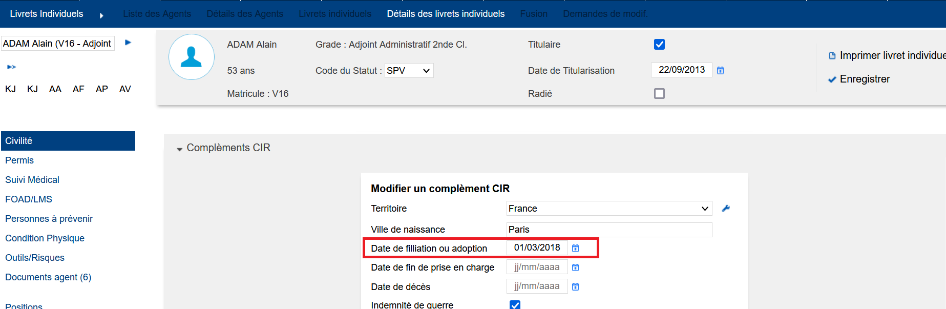 Livrets Individuels Liste des Agents Détails des Agents Livrets individuels Détails des livrets individuels Fusion Demandes de modif.
ADAM Alain (V16 - Adjoint
KJ KJ AA AF AP AV
ADAM Alain Grade : Adjoint Administratif 2nde Cl. Titulaire
53 ans Code du Statut : SPV Date de Titularisation 22/09/2013
Matricule : V16 Radié
Imprimer livret individue
Enregistrer
Civilité
Permis
Suivi Médical
FOAD/LMS
Personnes à prévenir
Condition Physique
Outils/Risques
Documents agent (6)
Positions
Complèments CIR
Modifier un complément CIR
Territoire France
Ville de naissance Paris
Date de filliation ou adoption 01/03/2018
Date de fin de prise en charge jj/mm/aaaa
Date de décès jj/mm/aaaa
Indemnité de guerre